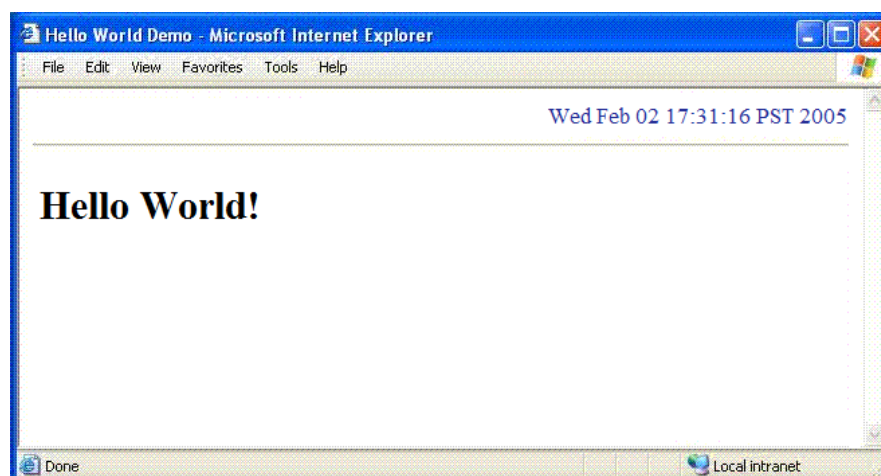 Hello World Demo - Microsoft Internet Explorer
File Edit View Favorites Tools Help
Wed Feb 02 17:31:16 PST 2005
Hello World!
Done Local intranet